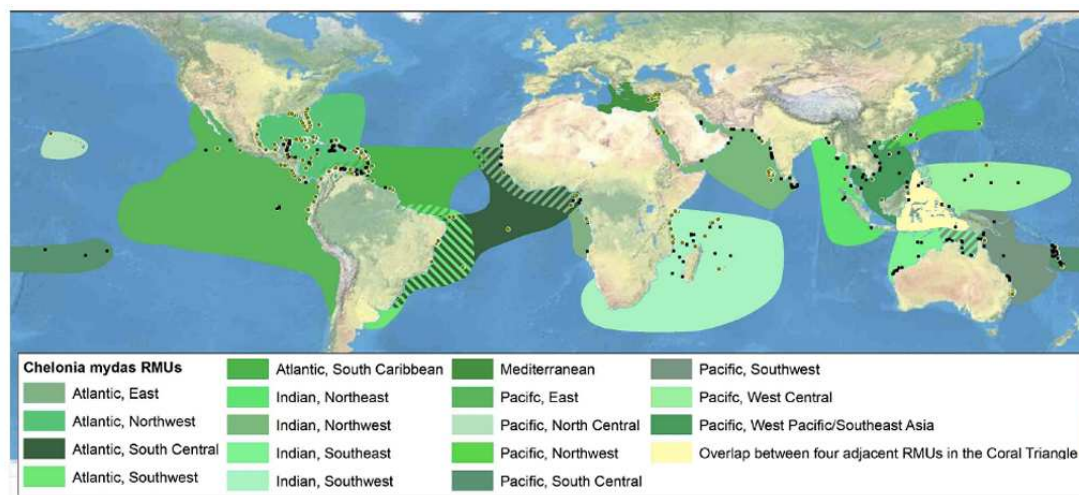 Chelonia mydas RMUs
Atlantic, East
Atlantic, Northwest
Atlantic, South Central
Atlantic, Southwest
Atlantic, South Caribbean
Indian, Northeast
Indian, Northwest
Indian, Southeast
Indian, Southwest
Mediterranean
Pacifc, East
Pacific, North Central
Pacific, Northwest
Pacific, South Central
Pacific, Southwest
Pacifc, West Central
Pacific, West Pacific/Southeast Asia
Overlap between four adjacent RMUs in the Coral Triangle